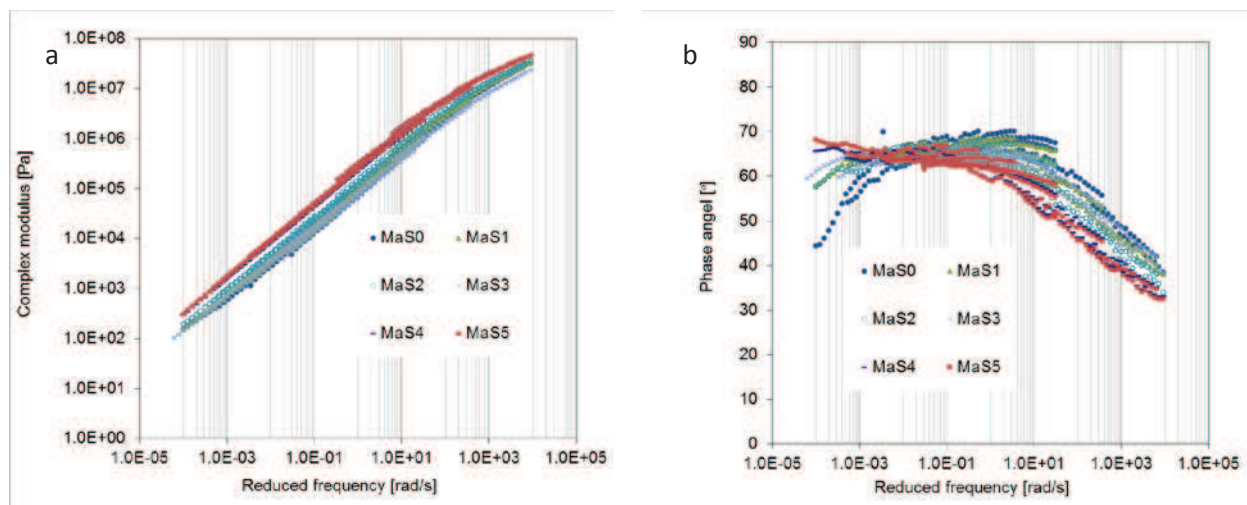 a
1.0E+08
1.0E+07
1.0E+06
1.0E+05
1.0E+04
1.0E+03
1.0E+02
1.0E+01
1.0E+00
Complex modulus [Pa]
MaS0 MaS1
MaS2 MaS3
MaS4 MaS5
1.0E-05 1.0E-03 1.0E-01 1.0E+01 1.0E+03 1.0E+05
Reduced frequency [rad/s]
b
90
80
70
60
50
40
30
20
10
0
Phase angel [°]
MaS0 MaS1
MaS2 MaS3
MaS4 MaS5
1.0E-05 1.0E-03 1.0E-01 1.0E+01 1.0E+03 1.0E+05
Reduced frequency [rad/s]